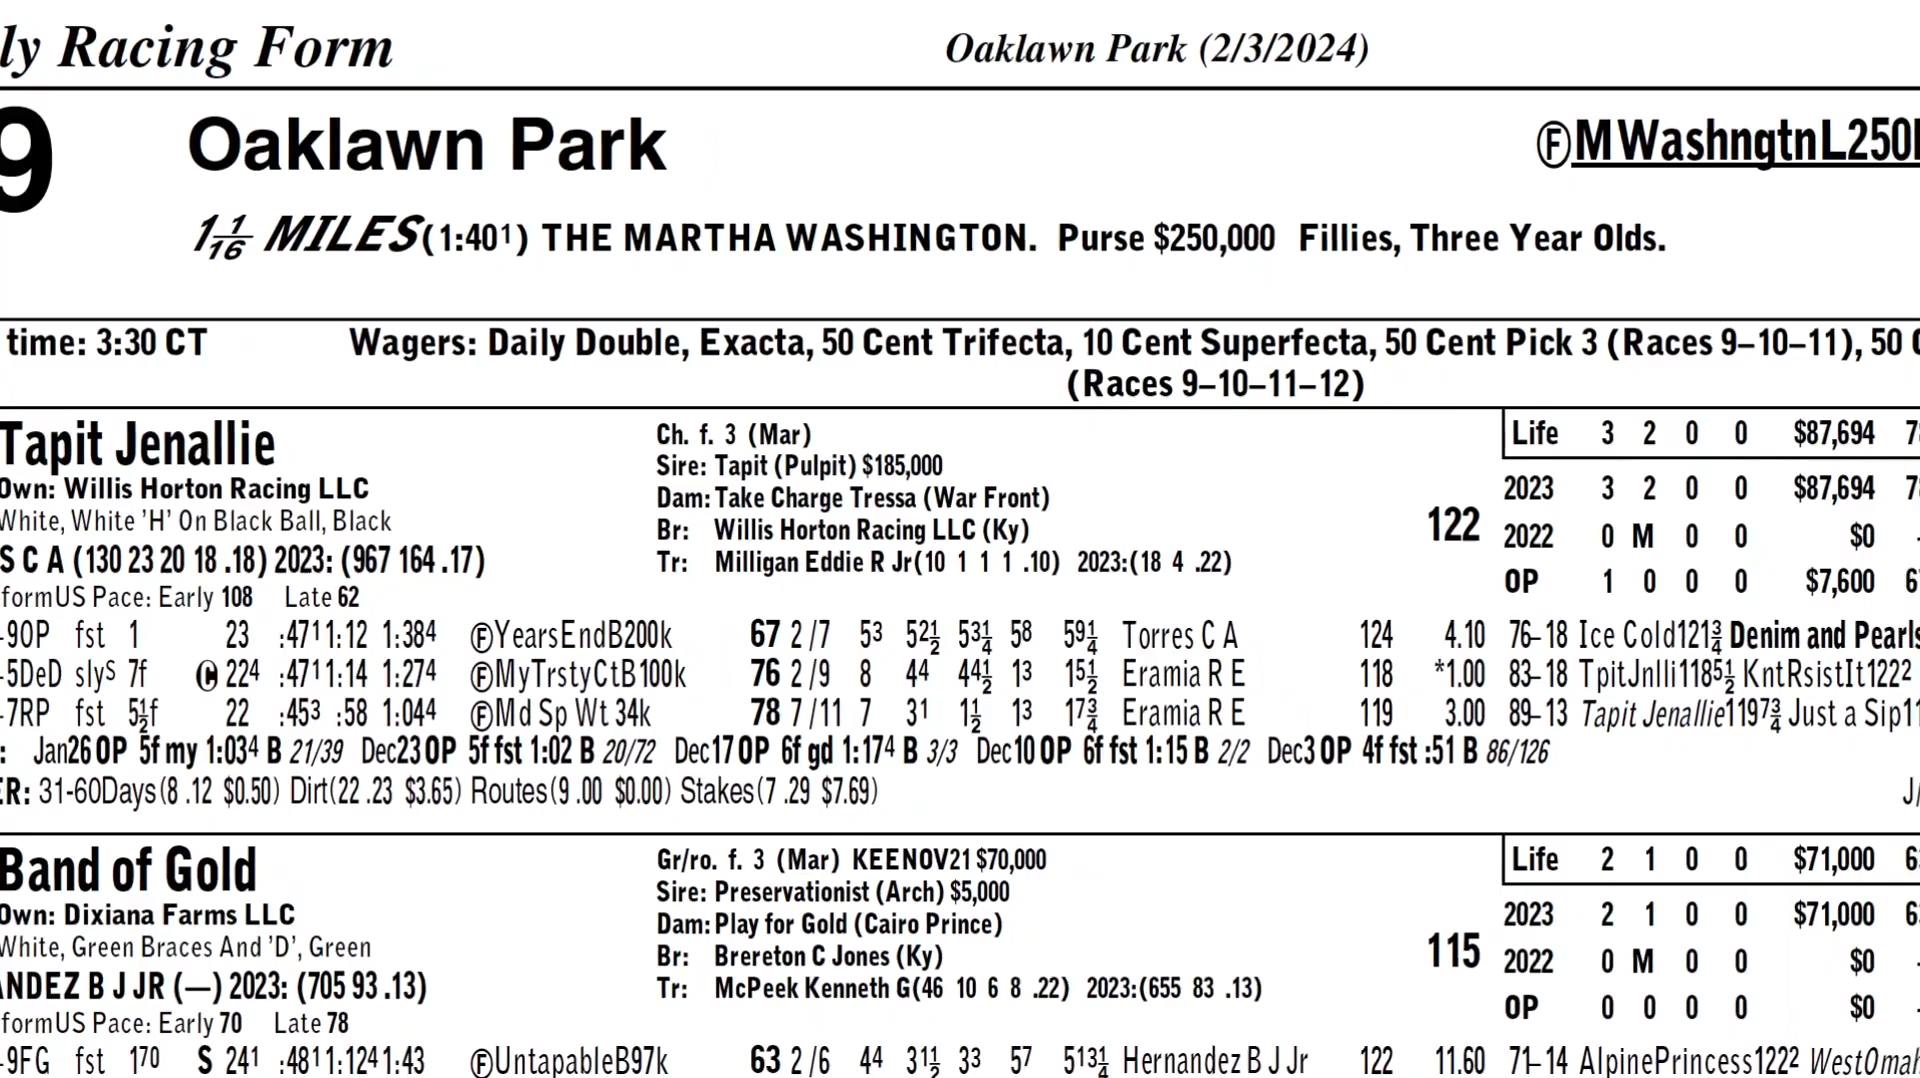 ly Racing Form
Oaklawn Park (2/3/2024)
9 Oaklawn Park ⒻMWashngtnL250
1 1/16 MILES (1:40¹) THE MARTHA WASHINGTON. Purse $250,000 Fillies, Three Year Olds.
time: 3:30 CT Wagers: Daily Double, Exacta, 50 Cent Trifecta, 10 Cent Superfecta, 50 Cent Pick 3 (Races 9–10–11), 50
(Races 9–10–11–12)
Tapit Jenallie
Own: Willis Horton Racing LLC
White, White 'H' On Black Ball, Black
S C A (130 23 20 18 .18) 2023: (967 164 .17)
formUS Pace: Early 108 Late 62
Ch. f. 3 (Mar)
Sire: Tapit (Pulpit) $185,000
Dam: Take Charge Tressa (War Front)
Br: Willis Horton Racing LLC (Ky)
Tr: Milligan Eddie R Jr(10 1 1 1 .10) 2023:(18 4 .22)
122
Life 3 2 0 0 $87,694 7
2023 3 2 0 0 $87,694 7
2022 0 M 0 0 $0 -
OP 1 0 0 0 $7,600 6
-9OP fst 1 23 :47¹ 1:12 1:38⁴ ⒻYearsEndB200k 67 2/7 5³ 5²½ 5³¼ 5⁸ 5⁹¼ Torres C A 124 4.10 76–18 Ice Cold121¾ Denim and Pearls
-5DeD slyˢ 7f Ⓒ 22⁴ :47¹ 1:14 1:27⁴ ⒻMyTrstyCtB100k 76 2/9 8 4⁴ 4⁴½ 1³ 1⁵½ Eramia R E 118 *1.00 83–18 TpitJnlli118⁵½ KntRsistIt122²
-7RP fst 5½f 22 :45³ :58 1:04⁴ ⒻMd Sp Wt 34k 78 7/11 7 3¹ 1½ 1³ 1⁷¾ Eramia R E 119 3.00 89–13 Tapit Jenallie119⁷¾ Just a Sip11
: Jan26 OP 5f my 1:03⁴ B 21/39 Dec23 OP 5f fst 1:02 B 20/72 Dec17 OP 6f gd 1:17⁴ B 3/3 Dec10 OP 6f fst 1:15 B 2/2 Dec3 OP 4f fst :51 B 86/126
ER: 31-60Days(8 .12 $0.50) Dirt(22 .23 $3.65) Routes(9 .00 $0.00) Stakes(7 .29 $7.69) J/
Band of Gold
Own: Dixiana Farms LLC
White, Green Braces And 'D', Green
ANDEZ B J JR (—) 2023: (705 93 .13)
formUS Pace: Early 70 Late 78
Gr/ro. f. 3 (Mar) KEENOV21 $70,000
Sire: Preservationist (Arch) $5,000
Dam: Play for Gold (Cairo Prince)
Br: Brereton C Jones (Ky)
Tr: McPeek Kenneth G(46 10 6 8 .22) 2023:(655 83 .13)
115
Life 2 1 0 0 $71,000 6
2023 2 1 0 0 $71,000 6
2022 0 M 0 0 $0 -
OP 0 0 0 0 $0
-9FG fst 1⁷⁰ S 24¹ :48¹ 1:12⁴ 1:43 ⒻUntapableB97k 63 2/6 4⁴ 3¹½ 3³ 5⁷ 5¹³¼ Hernandez B J Jr 122 11.60 71–14 AlpinePrincess122² WestOmah